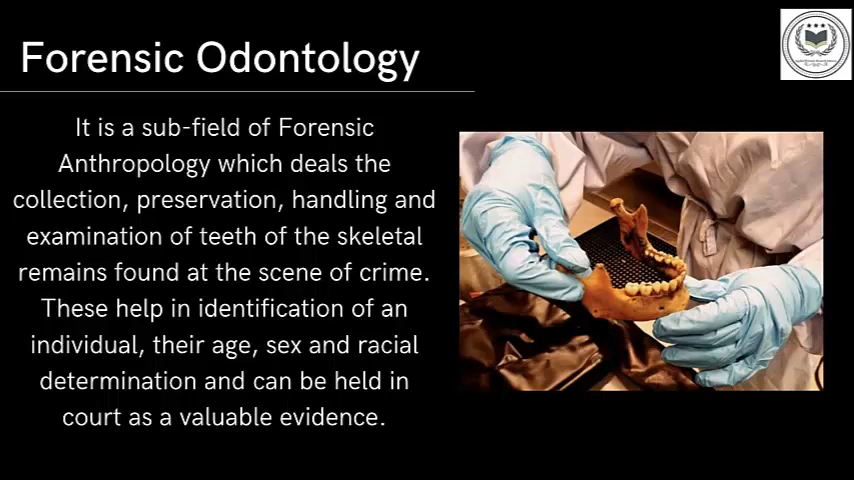 Forensic Odontology
It is a sub-field of Forensic
Anthropology which deals the
collection, preservation, handling and
examination of teeth of the skeletal
remains found at the scene of crime.
These help in identification of an
individual, their age, sex and racial
determination and can be held in
court as a valuable evidence.